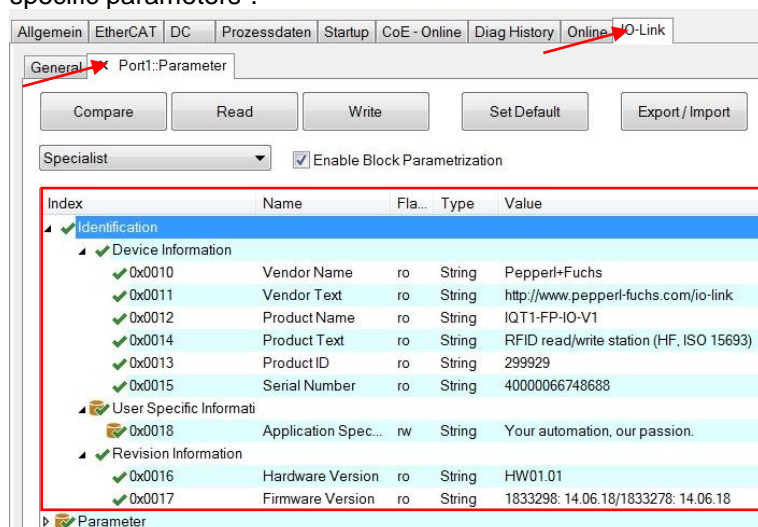 specific parameters".
Allgemein EtherCAT DC Prozessdaten Startup CoE - Online Diag History Online IO-Link
General Port1::Parameter
Compare Read Write Set Default Export / Import
Specialist Enable Block Parametrization
Index Name Fla... Type Value
Identification
Device Information
0x0010 Vendor Name ro String Pepperl+Fuchs
0x0011 Vendor Text ro String http://www.pepperl-fuchs.com/io-link
0x0012 Product Name ro String IQT1-FP-IO-V1
0x0014 Product Text ro String RFID read/write station (HF, ISO 15693)
0x0013 Product ID ro String 299929
0x0015 Serial Number ro String 40000066748688
User Specific Informati
0x0018 Application Spec... rw String Your automation, our passion.
Revision Information
0x0016 Hardware Version ro String HW01.01
0x0017 Firmware Version ro String 1833298: 14.06.18/1833278: 14.06.18
Parameter